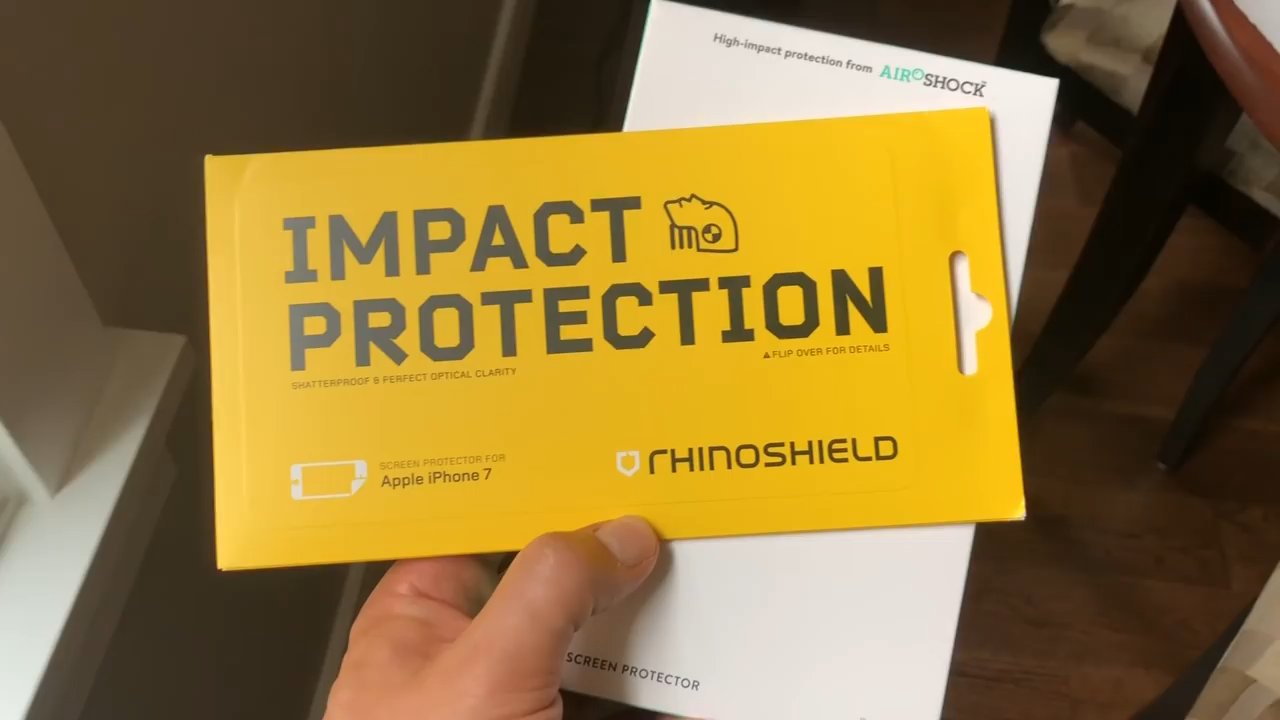 High-impact protection from AIRSHOCK™
IMPACT
PROTECTION
▲FLIP OVER FOR DETAILS
SHATTERPROOF & PERFECT OPTICAL CLARITY
SCREEN PROTECTOR FOR
Apple iPhone 7
RHINOSHIELD
SCREEN PROTECTOR